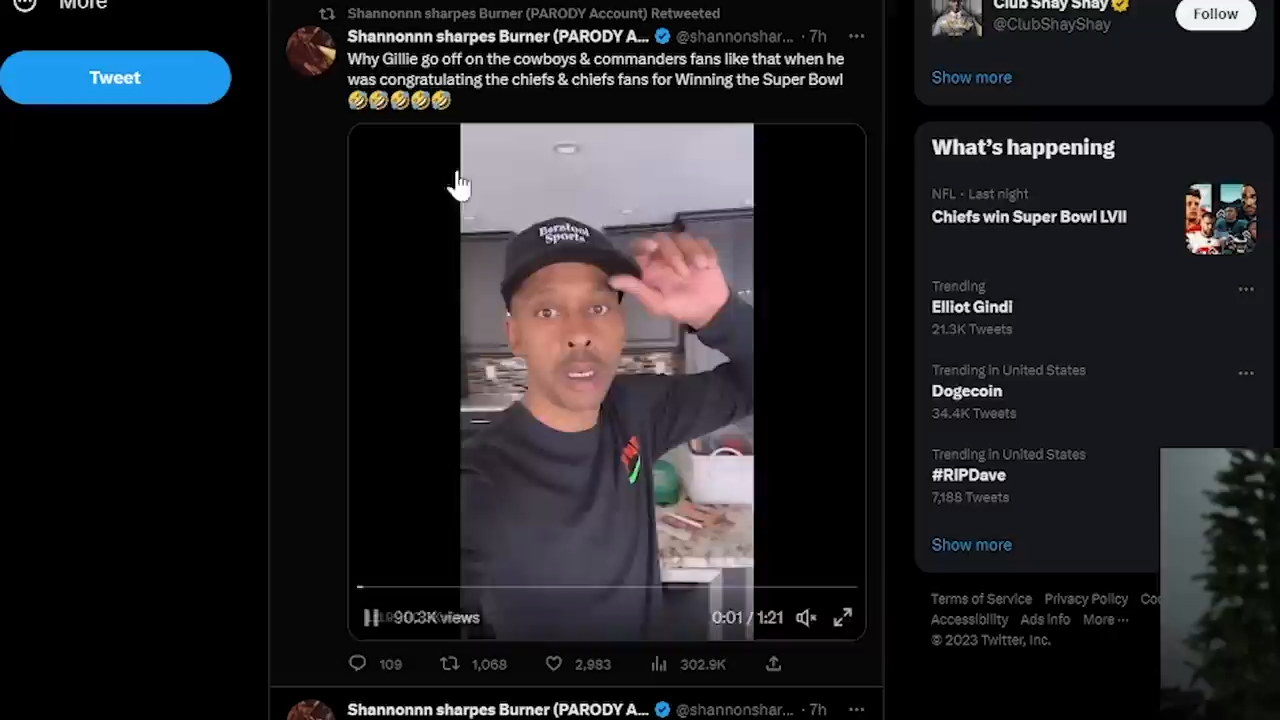 More
Tweet
Shannonnn sharpes Burner (PARODY Account) Retweeted
Shannonnn sharpes Burner (PARODY A... @shannonshar... · 7h
Why Gillie go off on the cowboys & commanders fans like that when he
was congratulating the chiefs & chiefs fans for Winning the Super Bowl
🤣🤣🤣🤣🤣
Barstool
Sports
90.3K views
0:01 / 1:21
109
1,068
2,983
302.9K
Shannonnn sharpes Burner (PARODY A... @shannonshar... · 7h
Club Shay Shay
@ClubShayShay
Follow
Show more
What's happening
NFL · Last night
Chiefs win Super Bowl LVII
Trending
Elliot Gindi
21.3K Tweets
Trending in United States
Dogecoin
34.4K Tweets
Trending in United States
#RIPDave
7,188 Tweets
Show more
Terms of Service Privacy Policy Coo
Accessibility Ads info More ···
© 2023 Twitter, Inc.